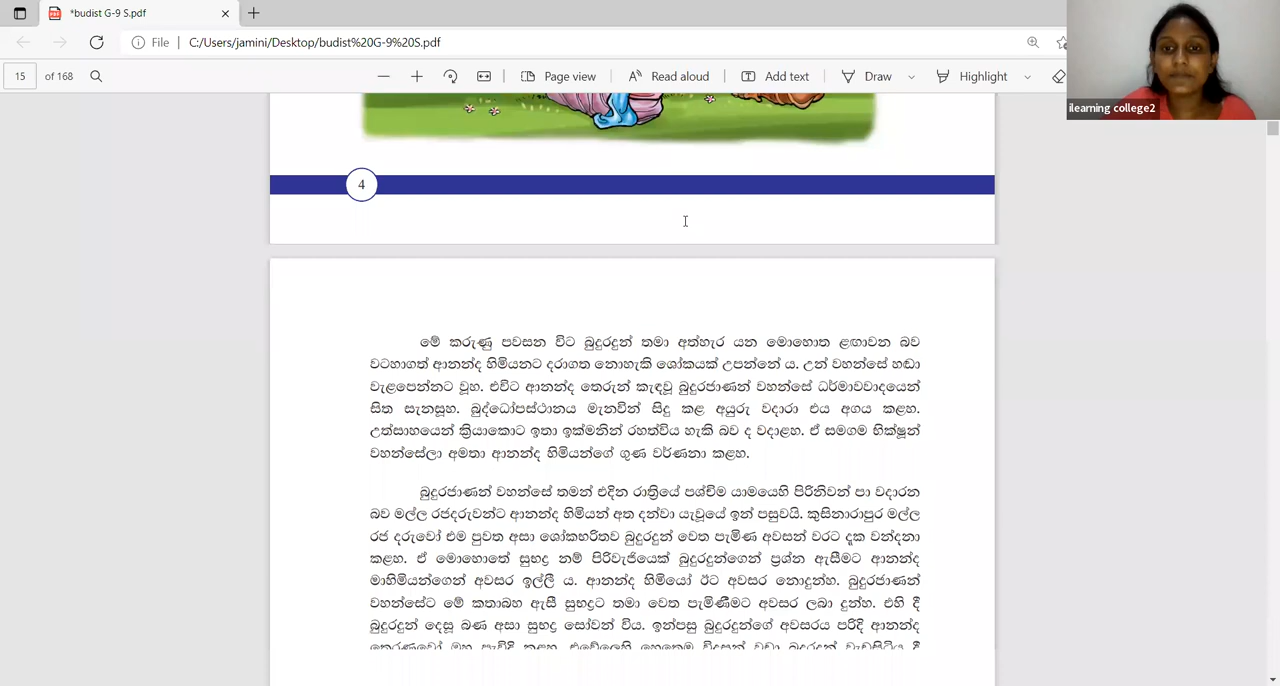 *budist G-9 S.pdf
File C:/Users/jamini/Desktop/budist%20G-9%20S.pdf
15 of 168 Page view Read aloud Add text Draw Highlight
ilearning college2
4
මේ කරුණු පවසන විට බුදුරදුන් තමා අත්හැර යන මොහොත ළඟාවන බව
වටහාගත් ආනන්ද හිමියනට දරාගත නොහැකි ශෝකයක් උපන්නේ ය. උන් වහන්සේ හඬා
වැළපෙන්නට වූහ. එවිට ආනන්ද තෙරුන් කැඳවූ බුදුරජාණන් වහන්සේ ධර්මාවවාදයෙන්
සිත සැනසූහ. බුද්ධෝපස්ථානය මැනවින් සිදු කළ අයුරු වදාරා එය අගය කළහ.
උත්සාහයෙන් ක්‍රියාකොට ඉතා ඉක්මනින් රහත්විය හැකි බව ද වදාළහ. ඒ සමගම භික්ෂූන්
වහන්සේලා අමතා ආනන්ද හිමියන්ගේ ගුණ වර්ණනා කළහ.
බුදුරජාණන් වහන්සේ තමන් එදින රාත්‍රියේ පශ්චිම යාමයෙහි පිරිනිවන් පා වදාරන
බව මල්ල රජදරුවන්ට ආනන්ද හිමියන් අත දන්වා යැවූයේ ඉන් පසුවයි. කුසිනාරාපුර මල්ල
රජ දරුවෝ එම පුවත අසා ශෝකභරිතව බුදුරදුන් වෙත පැමිණ අවසන් වරට දැක වන්දනා
කළහ. ඒ මොහොතේ සුභද්‍ර නම් පිරිවැජියෙක් බුදුරදුන්ගෙන් ප්‍රශ්න ඇසීමට ආනන්ද
මාහිමියන්ගෙන් අවසර ඉල්ලී ය. ආනන්ද හිමියෝ ඊට අවසර නොදුන්හ. බුදුරජාණන්
වහන්සේට මේ කතාබහ ඇසී සුභද්‍රට තමා වෙත පැමිණීමට අවසර ලබා දුන්හ. එහි දී
බුදුරදුන් දෙසූ බණ අසා සුභද්‍ර සෝවන් විය. ඉන්පසු බුදුරදුන්ගේ අවසරය පරිදි ආනන්ද
තෙරණුවෝ ඔහු පැවිදි කළහ. එවේලෙහි හෙතෙම විදසුන් වඩා බුදුරදුන් වැඩසිටිය දී